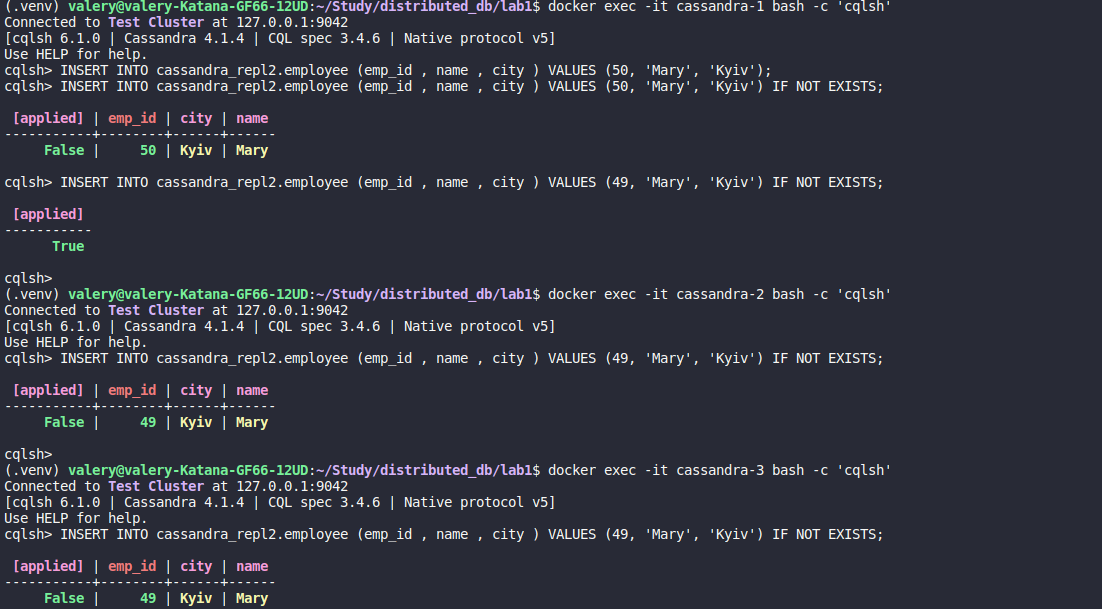 (.venv) valery@valery-Katana-GF66-12UD:~/Study/distributed_db/lab1$ docker exec -it cassandra-1 bash -c 'cqlsh'
Connected to Test Cluster at 127.0.0.1:9042
[cqlsh 6.1.0 | Cassandra 4.1.4 | CQL spec 3.4.6 | Native protocol v5]
Use HELP for help.
cqlsh> INSERT INTO cassandra_repl2.employee (emp_id , name , city ) VALUES (50, 'Mary', 'Kyiv');
cqlsh> INSERT INTO cassandra_repl2.employee (emp_id , name , city ) VALUES (50, 'Mary', 'Kyiv') IF NOT EXISTS;
 [applied] | emp_id | city | name
-----------+--------+------+------
     False |     50 | Kyiv | Mary
cqlsh> INSERT INTO cassandra_repl2.employee (emp_id , name , city ) VALUES (49, 'Mary', 'Kyiv') IF NOT EXISTS;
 [applied]
-----------
      True
cqlsh>
(.venv) valery@valery-Katana-GF66-12UD:~/Study/distributed_db/lab1$ docker exec -it cassandra-2 bash -c 'cqlsh'
Connected to Test Cluster at 127.0.0.1:9042
[cqlsh 6.1.0 | Cassandra 4.1.4 | CQL spec 3.4.6 | Native protocol v5]
Use HELP for help.
cqlsh> INSERT INTO cassandra_repl2.employee (emp_id , name , city ) VALUES (49, 'Mary', 'Kyiv') IF NOT EXISTS;
 [applied] | emp_id | city | name
-----------+--------+------+------
     False |     49 | Kyiv | Mary
cqlsh>
(.venv) valery@valery-Katana-GF66-12UD:~/Study/distributed_db/lab1$ docker exec -it cassandra-3 bash -c 'cqlsh'
Connected to Test Cluster at 127.0.0.1:9042
[cqlsh 6.1.0 | Cassandra 4.1.4 | CQL spec 3.4.6 | Native protocol v5]
Use HELP for help.
cqlsh> INSERT INTO cassandra_repl2.employee (emp_id , name , city ) VALUES (49, 'Mary', 'Kyiv') IF NOT EXISTS;
 [applied] | emp_id | city | name
-----------+--------+------+------
     False |     49 | Kyiv | Mary